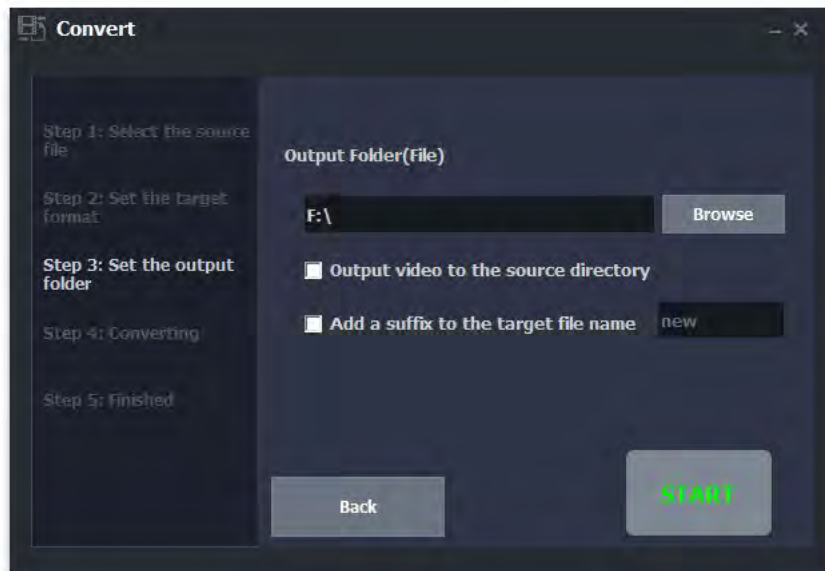 Convert
Step 1: Select the source
file
Step 2: Set the target
format
Step 3: Set the output
folder
Step 4: Converting
Step 5: Finished
Output Folder(File)
F:\
Browse
Output video to the source directory
Add a suffix to the target file name
new
Back
START